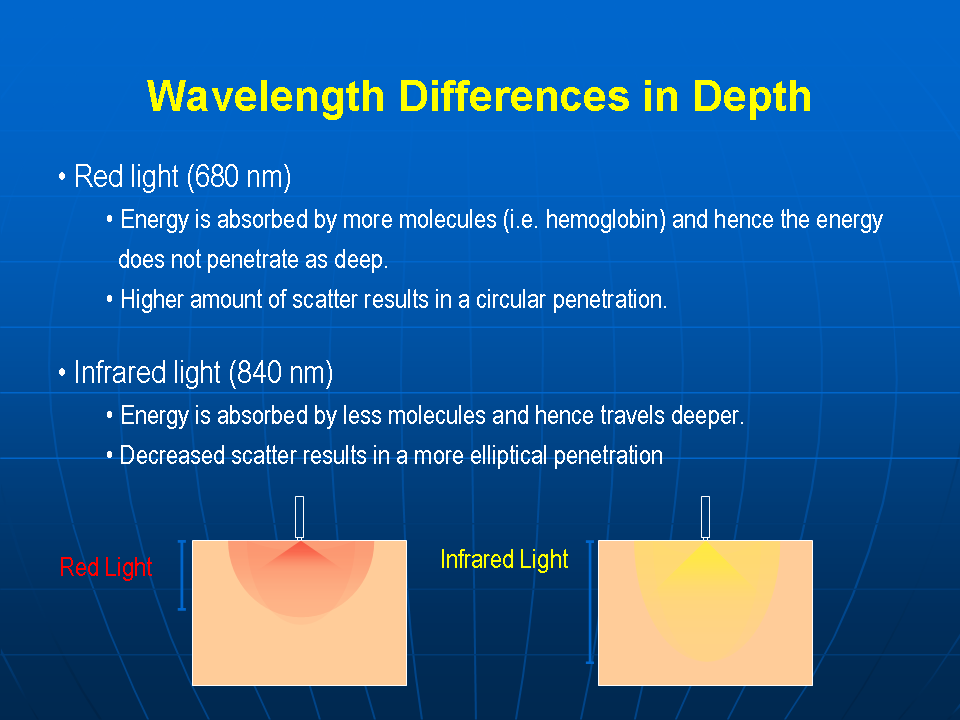 Wavelength Differences in Depth
• Red light (680 nm)
• Energy is absorbed by more molecules (i.e. hemoglobin) and hence the energy
does not penetrate as deep.
• Higher amount of scatter results in a circular penetration.
• Infrared light (840 nm)
• Energy is absorbed by less molecules and hence travels deeper.
• Decreased scatter results in a more elliptical penetration
Red Light
Infrared Light